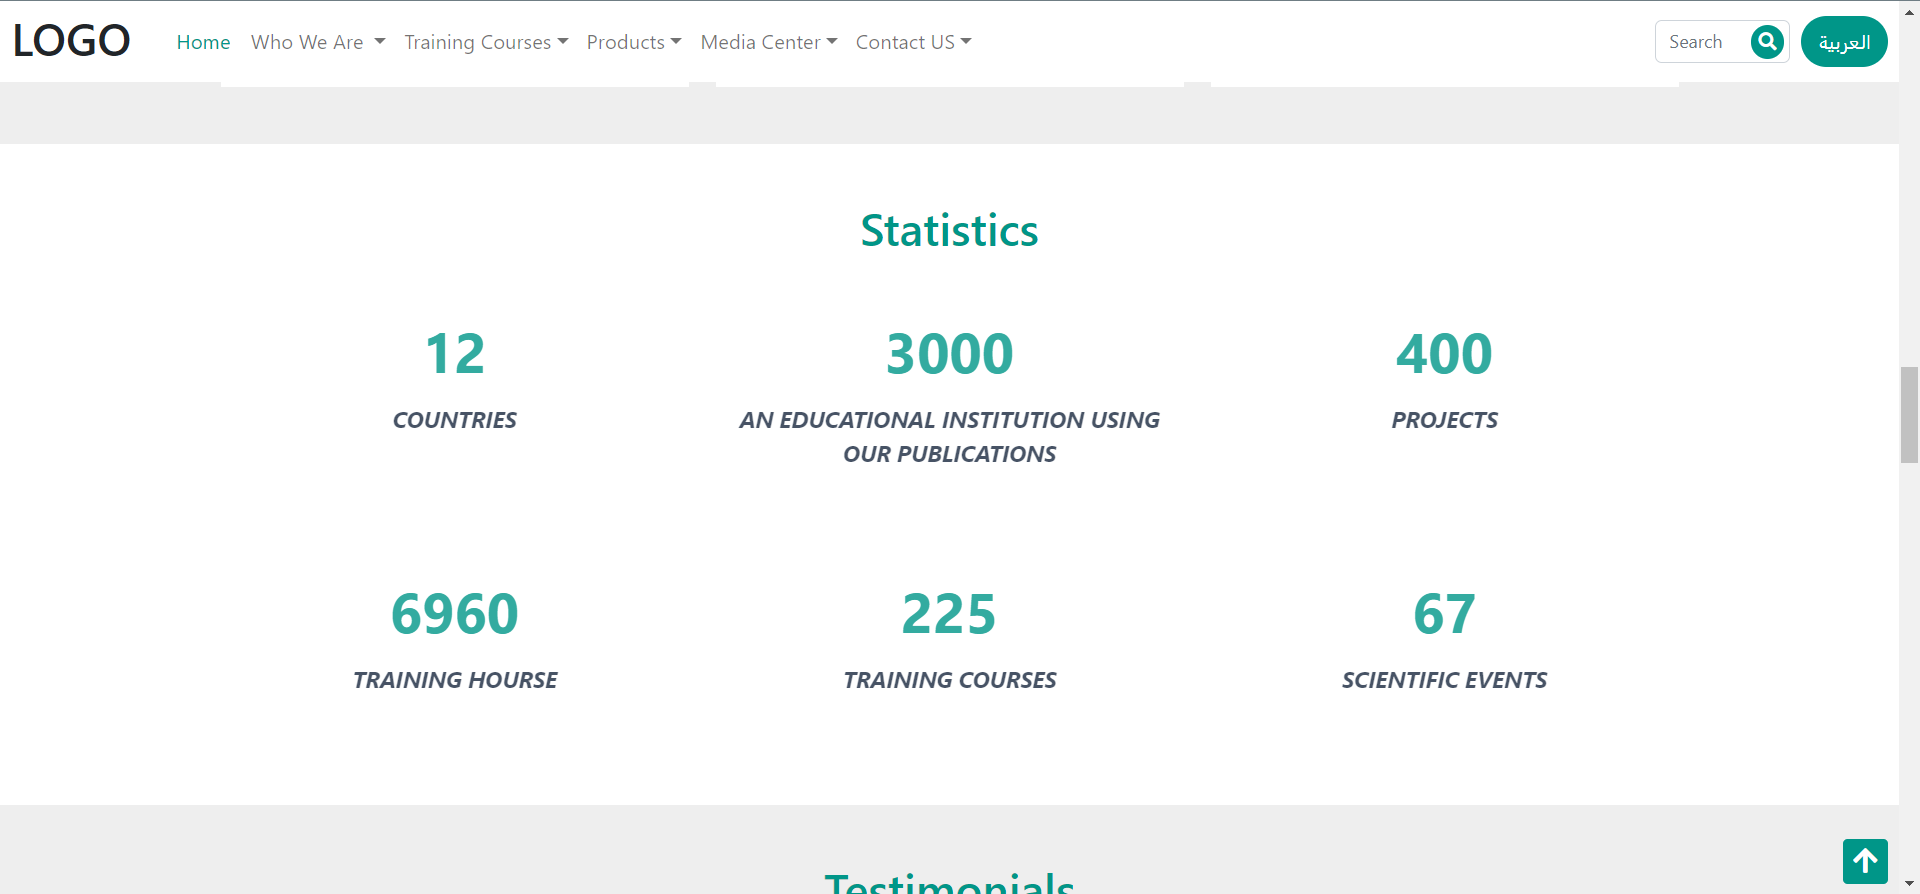 LOGO
Home Who We Are Training Courses Products Media Center Contact US
Search
العربية
Statistics
12
COUNTRIES
3000
AN EDUCATIONAL INSTITUTION USING
OUR PUBLICATIONS
400
PROJECTS
6960
TRAINING HOURSE
225
TRAINING COURSES
67
SCIENTIFIC EVENTS
Testimonials